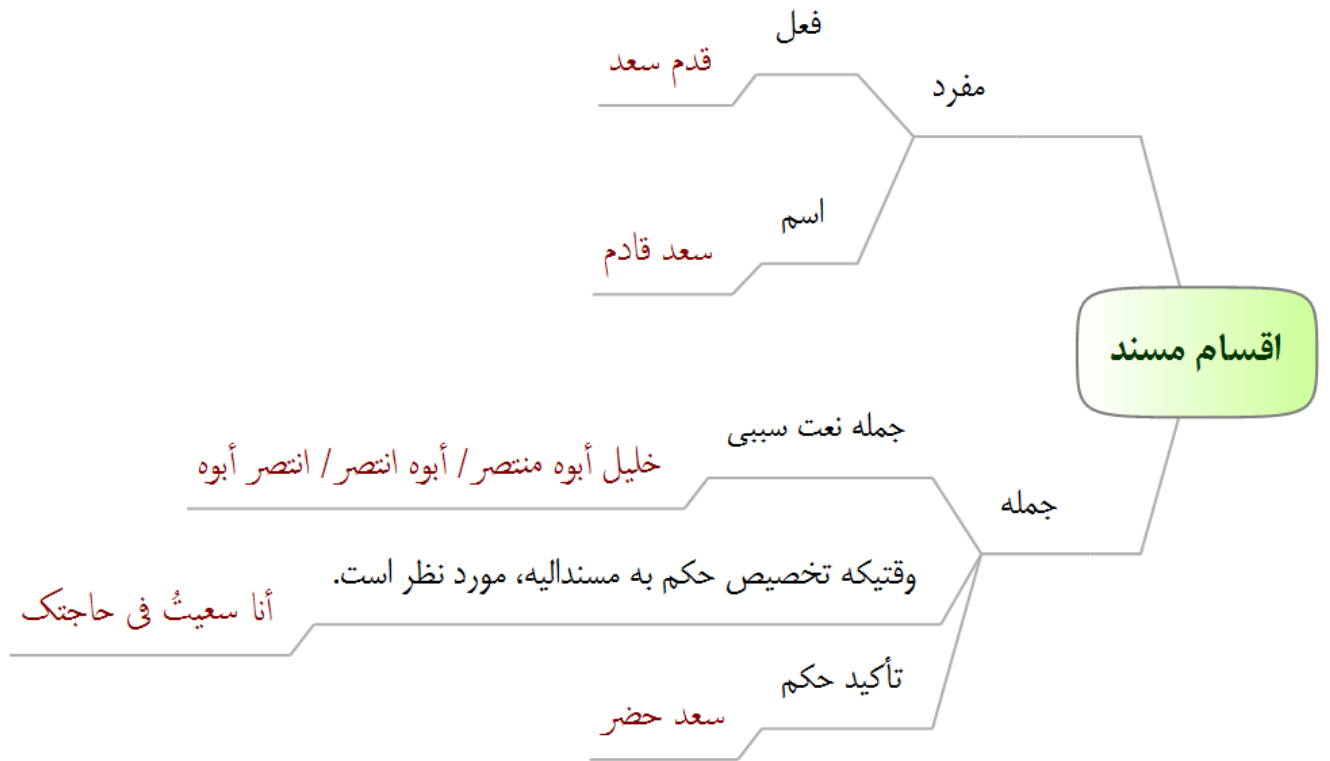 اقسام مسند
مفرد
فعل
قدم سعد
اسم
سعد قادم
جمله
جمله نعت سببی
خلیل أبوه منتصر / أبوه انتصر / انتصر أبوه
وقتیکه تخصیص حکم به مسندالیه، مورد نظر است.
أنا سعیتُ فی حاجتک
تأکید حکم
سعد حضر